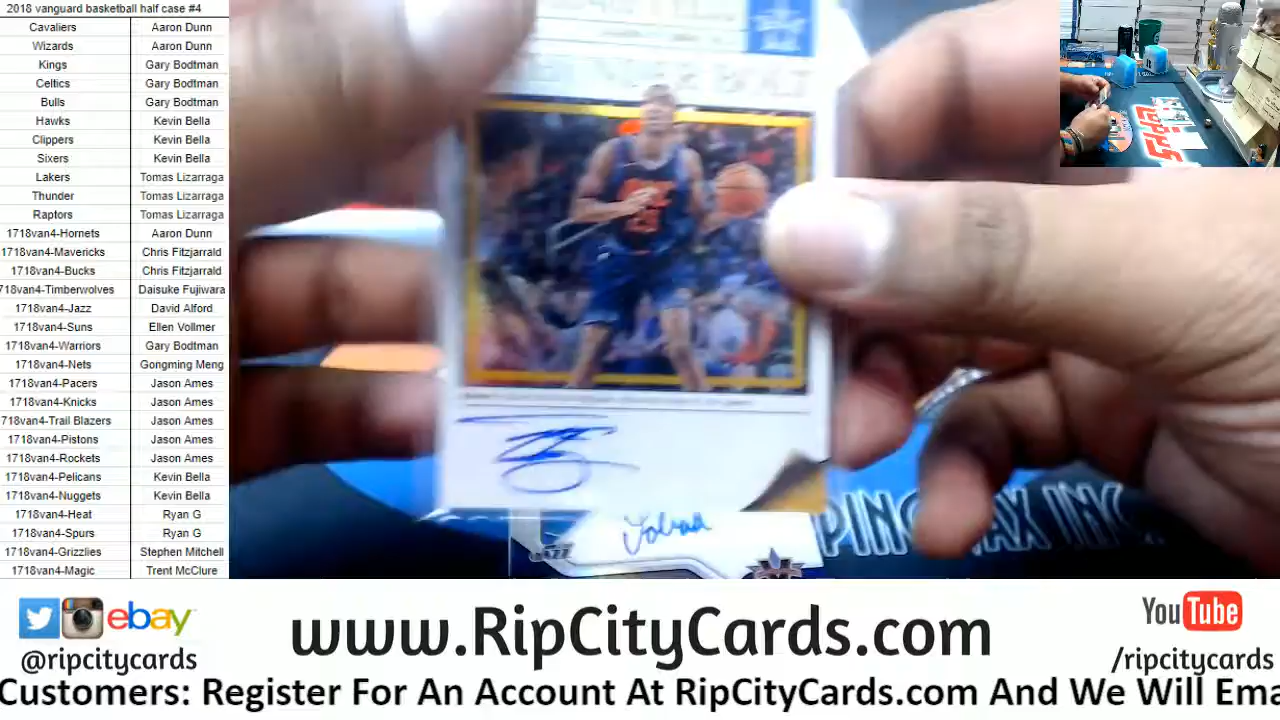 2018 vanguard basketball half case #4
Cavaliers Aaron Dunn
Wizards Aaron Dunn
Kings Gary Bodtman
Celtics Gary Bodtman
Bulls Gary Bodtman
Hawks Kevin Bella
Clippers Kevin Bella
Sixers Kevin Bella
Lakers Tomas Lizarraga
Thunder Tomas Lizarraga
Raptors Tomas Lizarraga
1718van4-Hornets Aaron Dunn
1718van4-Mavericks Chris Fitzjarrald
1718van4-Bucks Chris Fitzjarrald
718van4-Timberwolves Daisuke Fujiwara
1718van4-Jazz David Alford
1718van4-Suns Ellen Vollmer
1718van4-Warriors Gary Bodtman
1718van4-Nets Gongming Meng
1718van4-Pacers Jason Ames
1718van4-Knicks Jason Ames
718van4-Trail Blazers Jason Ames
1718van4-Pistons Jason Ames
1718van4-Rockets Jason Ames
1718van4-Pelicans Kevin Bella
1718van4-Nuggets Kevin Bella
1718van4-Heat Ryan G
1718van4-Spurs Ryan G
1718van4-Grizzlies Stephen Mitchell
1718van4-Magic Trent McClure
Topps
JAZZ
ebay
@ripcitycards
www.RipCityCards.com
YouTube
/ripcitycards
Customers: Register For An Account At RipCityCards.com And We Will Ema